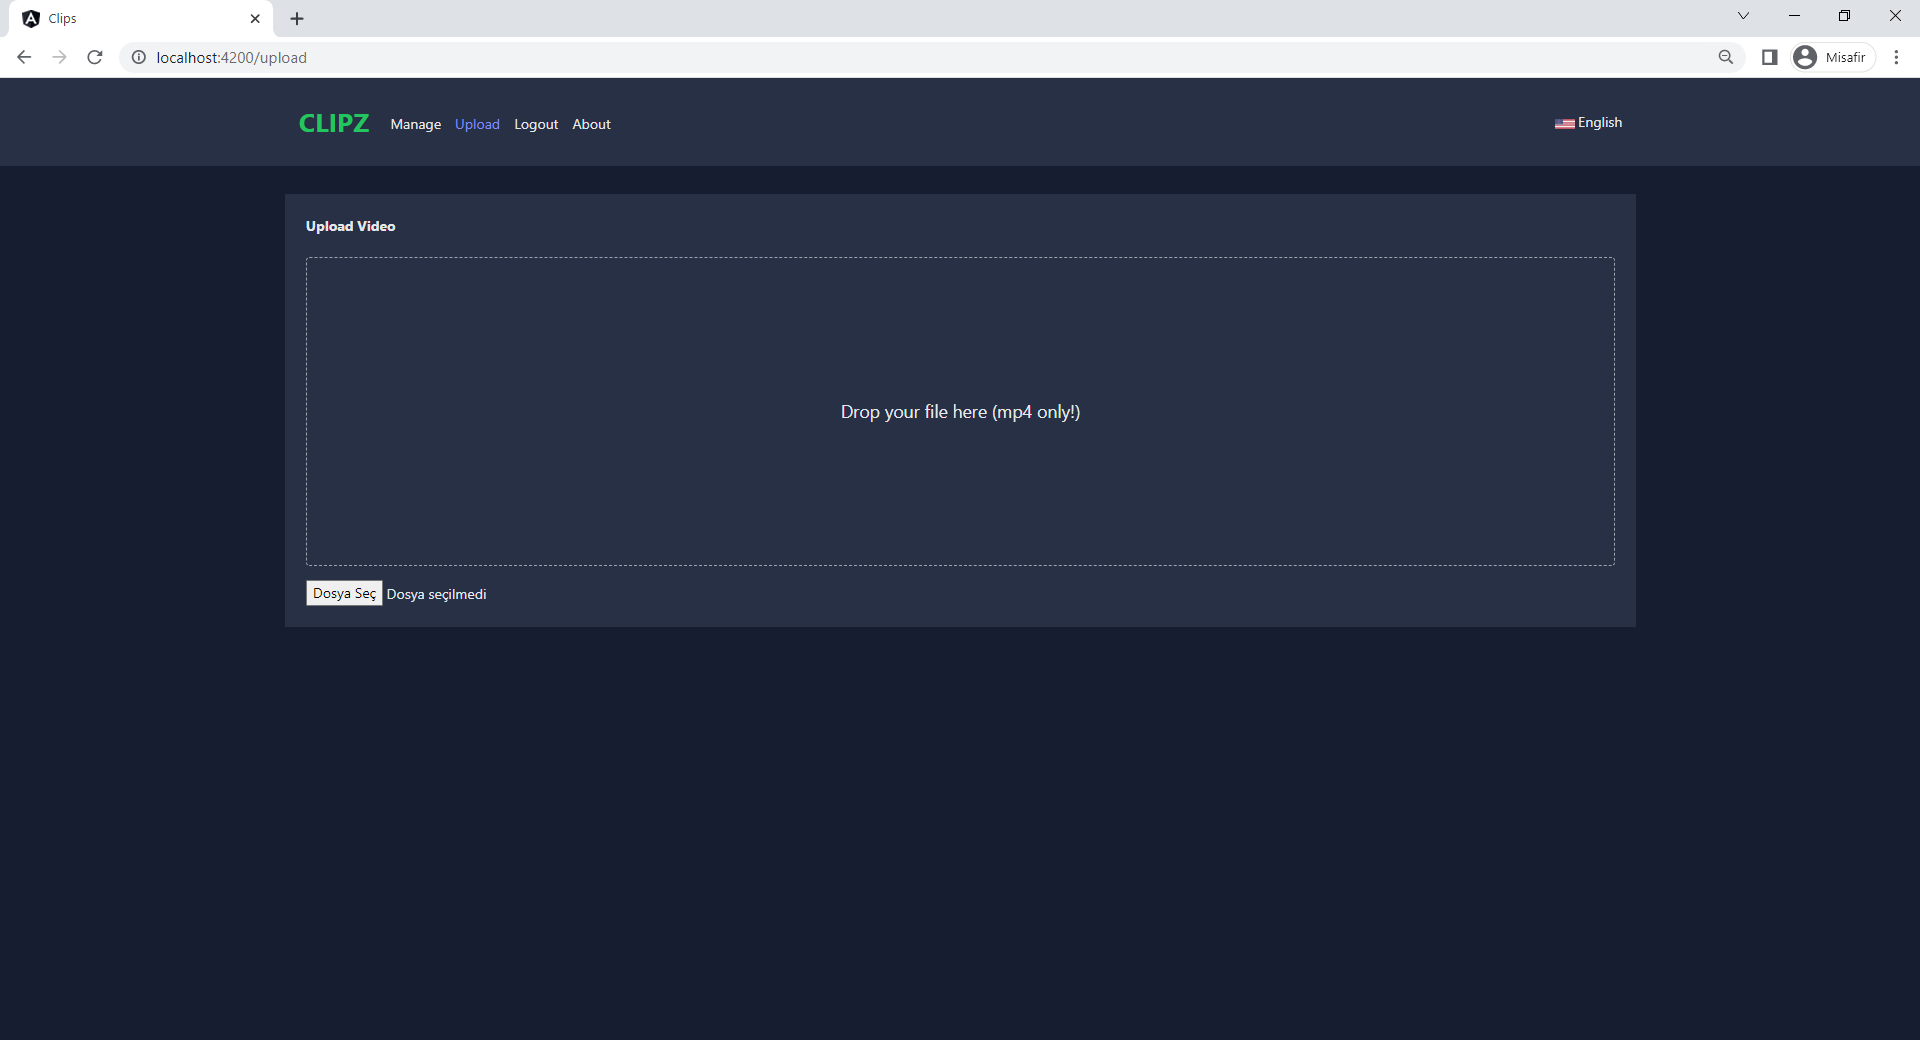 Clips
localhost:4200/upload
Misafir
CLIPZ Manage Upload Logout About English
Upload Video
Drop your file here (mp4 only!)
Dosya Seç Dosya seçilmedi